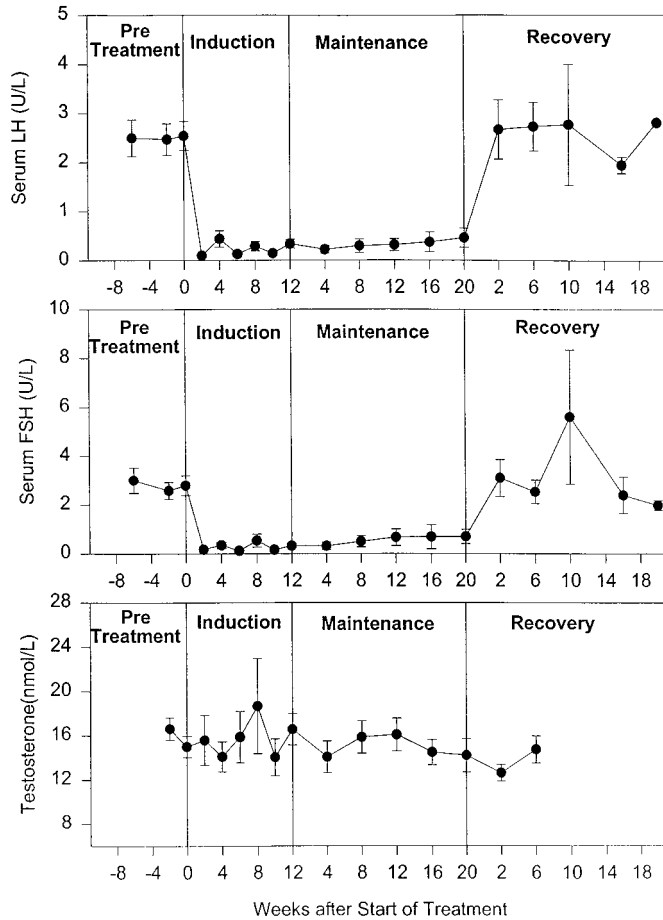 5
Pre
Treatment
Induction
Maintenance
Recovery
4
3
2
1
0
Serum LH (U/L)
-8 -4 0 4 8 12 4 8 12 16 20 2 6 10 14 18
10
Pre
Treatment
Induction
Maintenance
Recovery
8
6
4
2
0
Serum FSH (U/L)
-8 -4 0 4 8 12 4 8 12 16 20 2 6 10 14 18
28
Pre
Treatment
Induction
Maintenance
Recovery
24
20
16
12
8
Testosterone(nmol/L)
-8 -4 0 4 8 12 4 8 12 16 20 2 6 10 14 18
Weeks after Start of Treatment